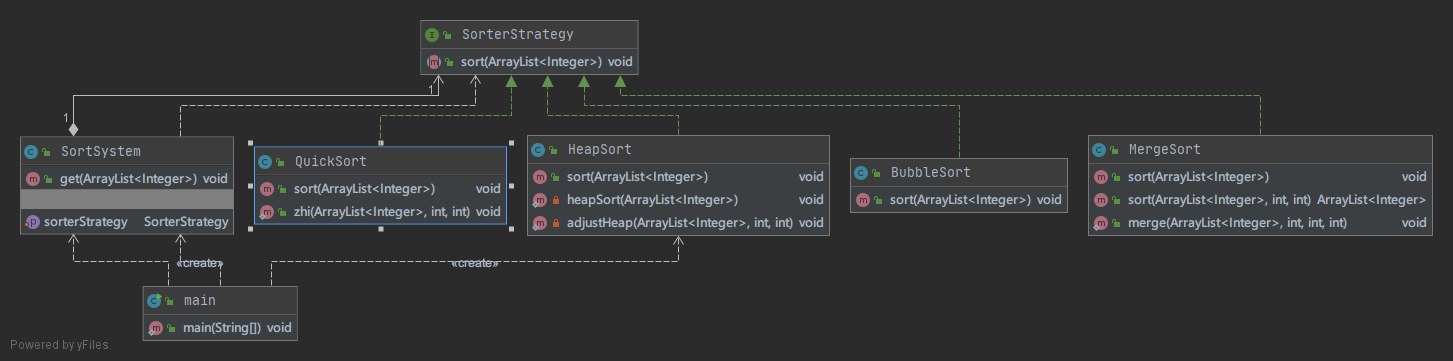 SorterStrategy
sort(ArrayList<Integer>) void
1
1
SortSystem
get(ArrayList<Integer>) void
sorterStrategy SorterStrategy
QuickSort
sort(ArrayList<Integer>) void
zhi(ArrayList<Integer>, int, int) void
HeapSort
sort(ArrayList<Integer>) void
heapSort(ArrayList<Integer>) void
adjustHeap(ArrayList<Integer>, int, int) void
BubbleSort
sort(ArrayList<Integer>) void
MergeSort
sort(ArrayList<Integer>) void
sort(ArrayList<Integer>, int, int) ArrayList<Integer>
merge(ArrayList<Integer>, int, int, int) void
«create»
«create»
main
main(String[]) void
Powered by yFiles